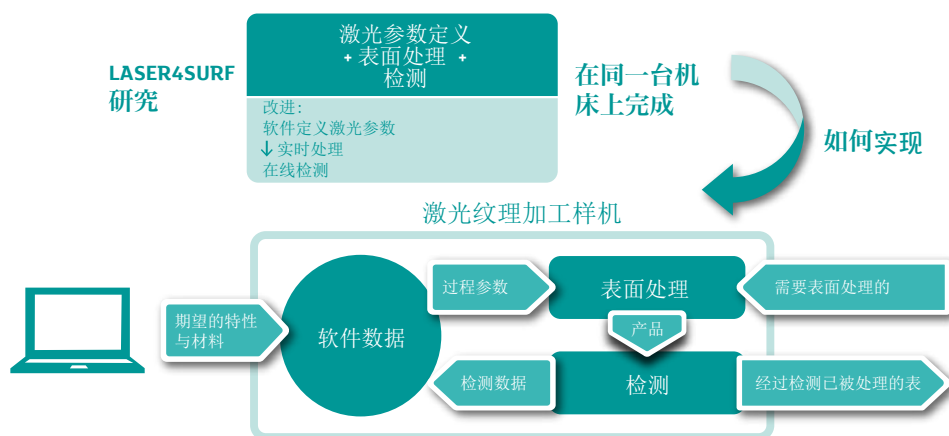 激光参数定义
+ 表面处理 +
检测
LASER4SURF
研究
改进：
软件定义激光参数
↓实时处理
在线检测
在同一台机
床上完成
如何实现
激光纹理加工样机
期望的特性
与材料
软件数据
过程参数
表面处理
需要表面处理的
产品
检测数据
检测
经过检测已被处理的表